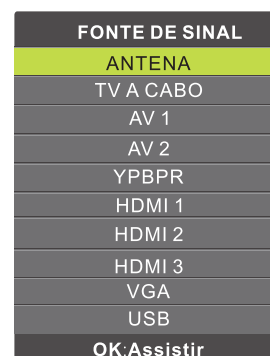 FONTE DE SINAL
ANTENA
TV A CABO
AV 1
AV 2
YPBPR
HDMI 1
HDMI 2
HDMI 3
VGA
USB
OK:Assistir